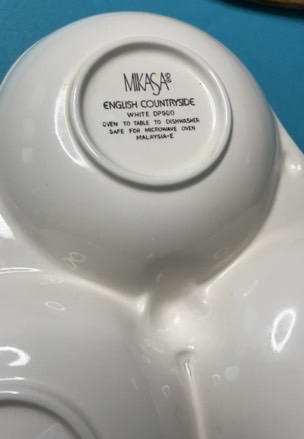 MIKASA®
ENGLISH COUNTRYSIDE
WHITE DP900
OVEN TO TABLE TO DISHWASHER
SAFE FOR MICROWAVE OVEN
MALAYSIA-E